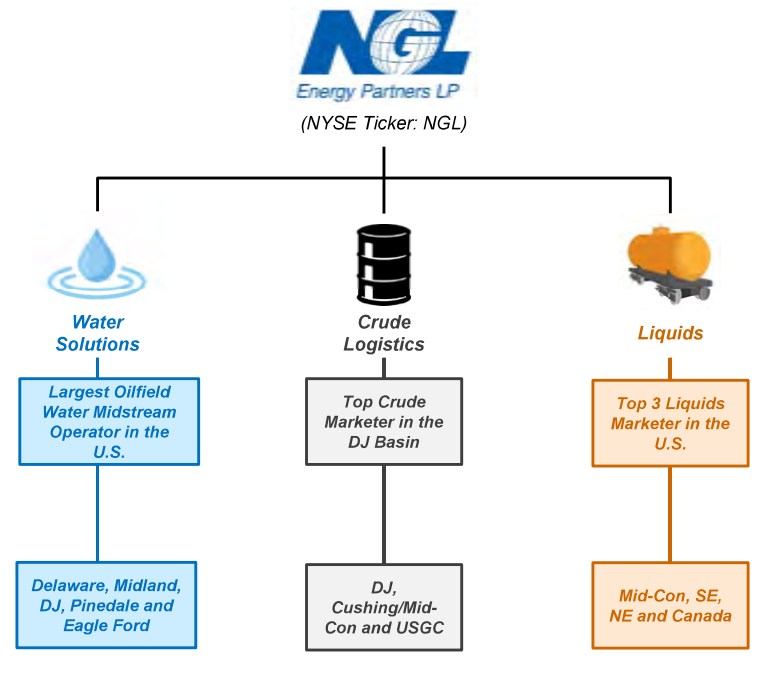 NGL
Energy Partners LP
(NYSE Ticker: NGL)
Water
Solutions
Largest Oilfield
Water Midstream
Operator in the
U.S.
Delaware, Midland,
DJ, Pinedale and
Eagle Ford
Crude
Logistics
Top Crude
Marketer in the
DJ Basin
DJ,
Cushing/Mid-
Con and USGC
Liquids
Top 3 Liquids
Marketer in the
U.S.
Mid-Con, SE,
NE and Canada